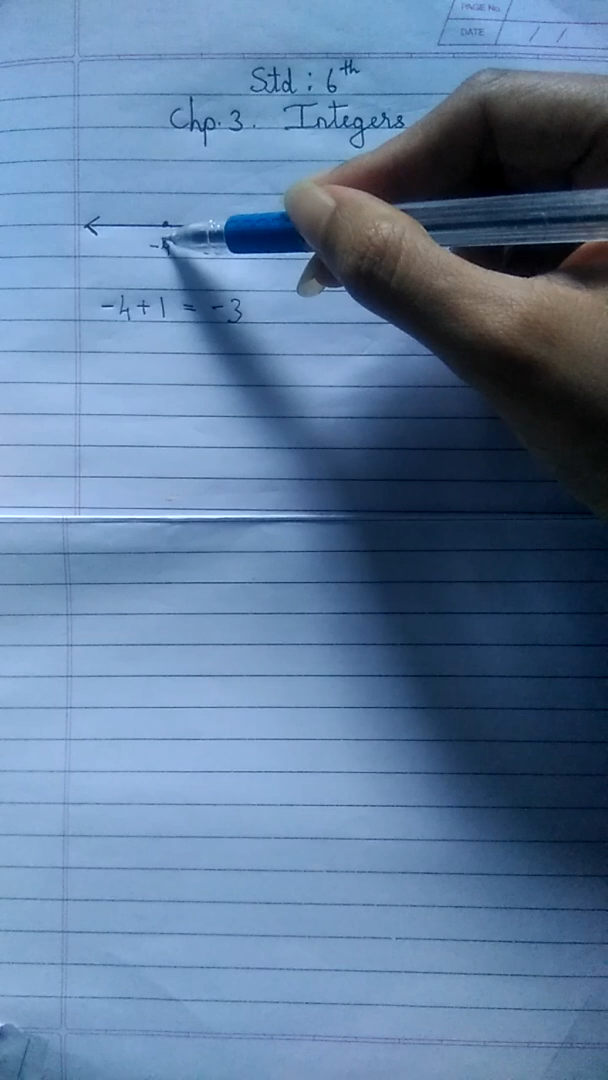 PAGE No.
DATE / /
Std : 6th
Chp. 3. Integers
-4+1 = -3